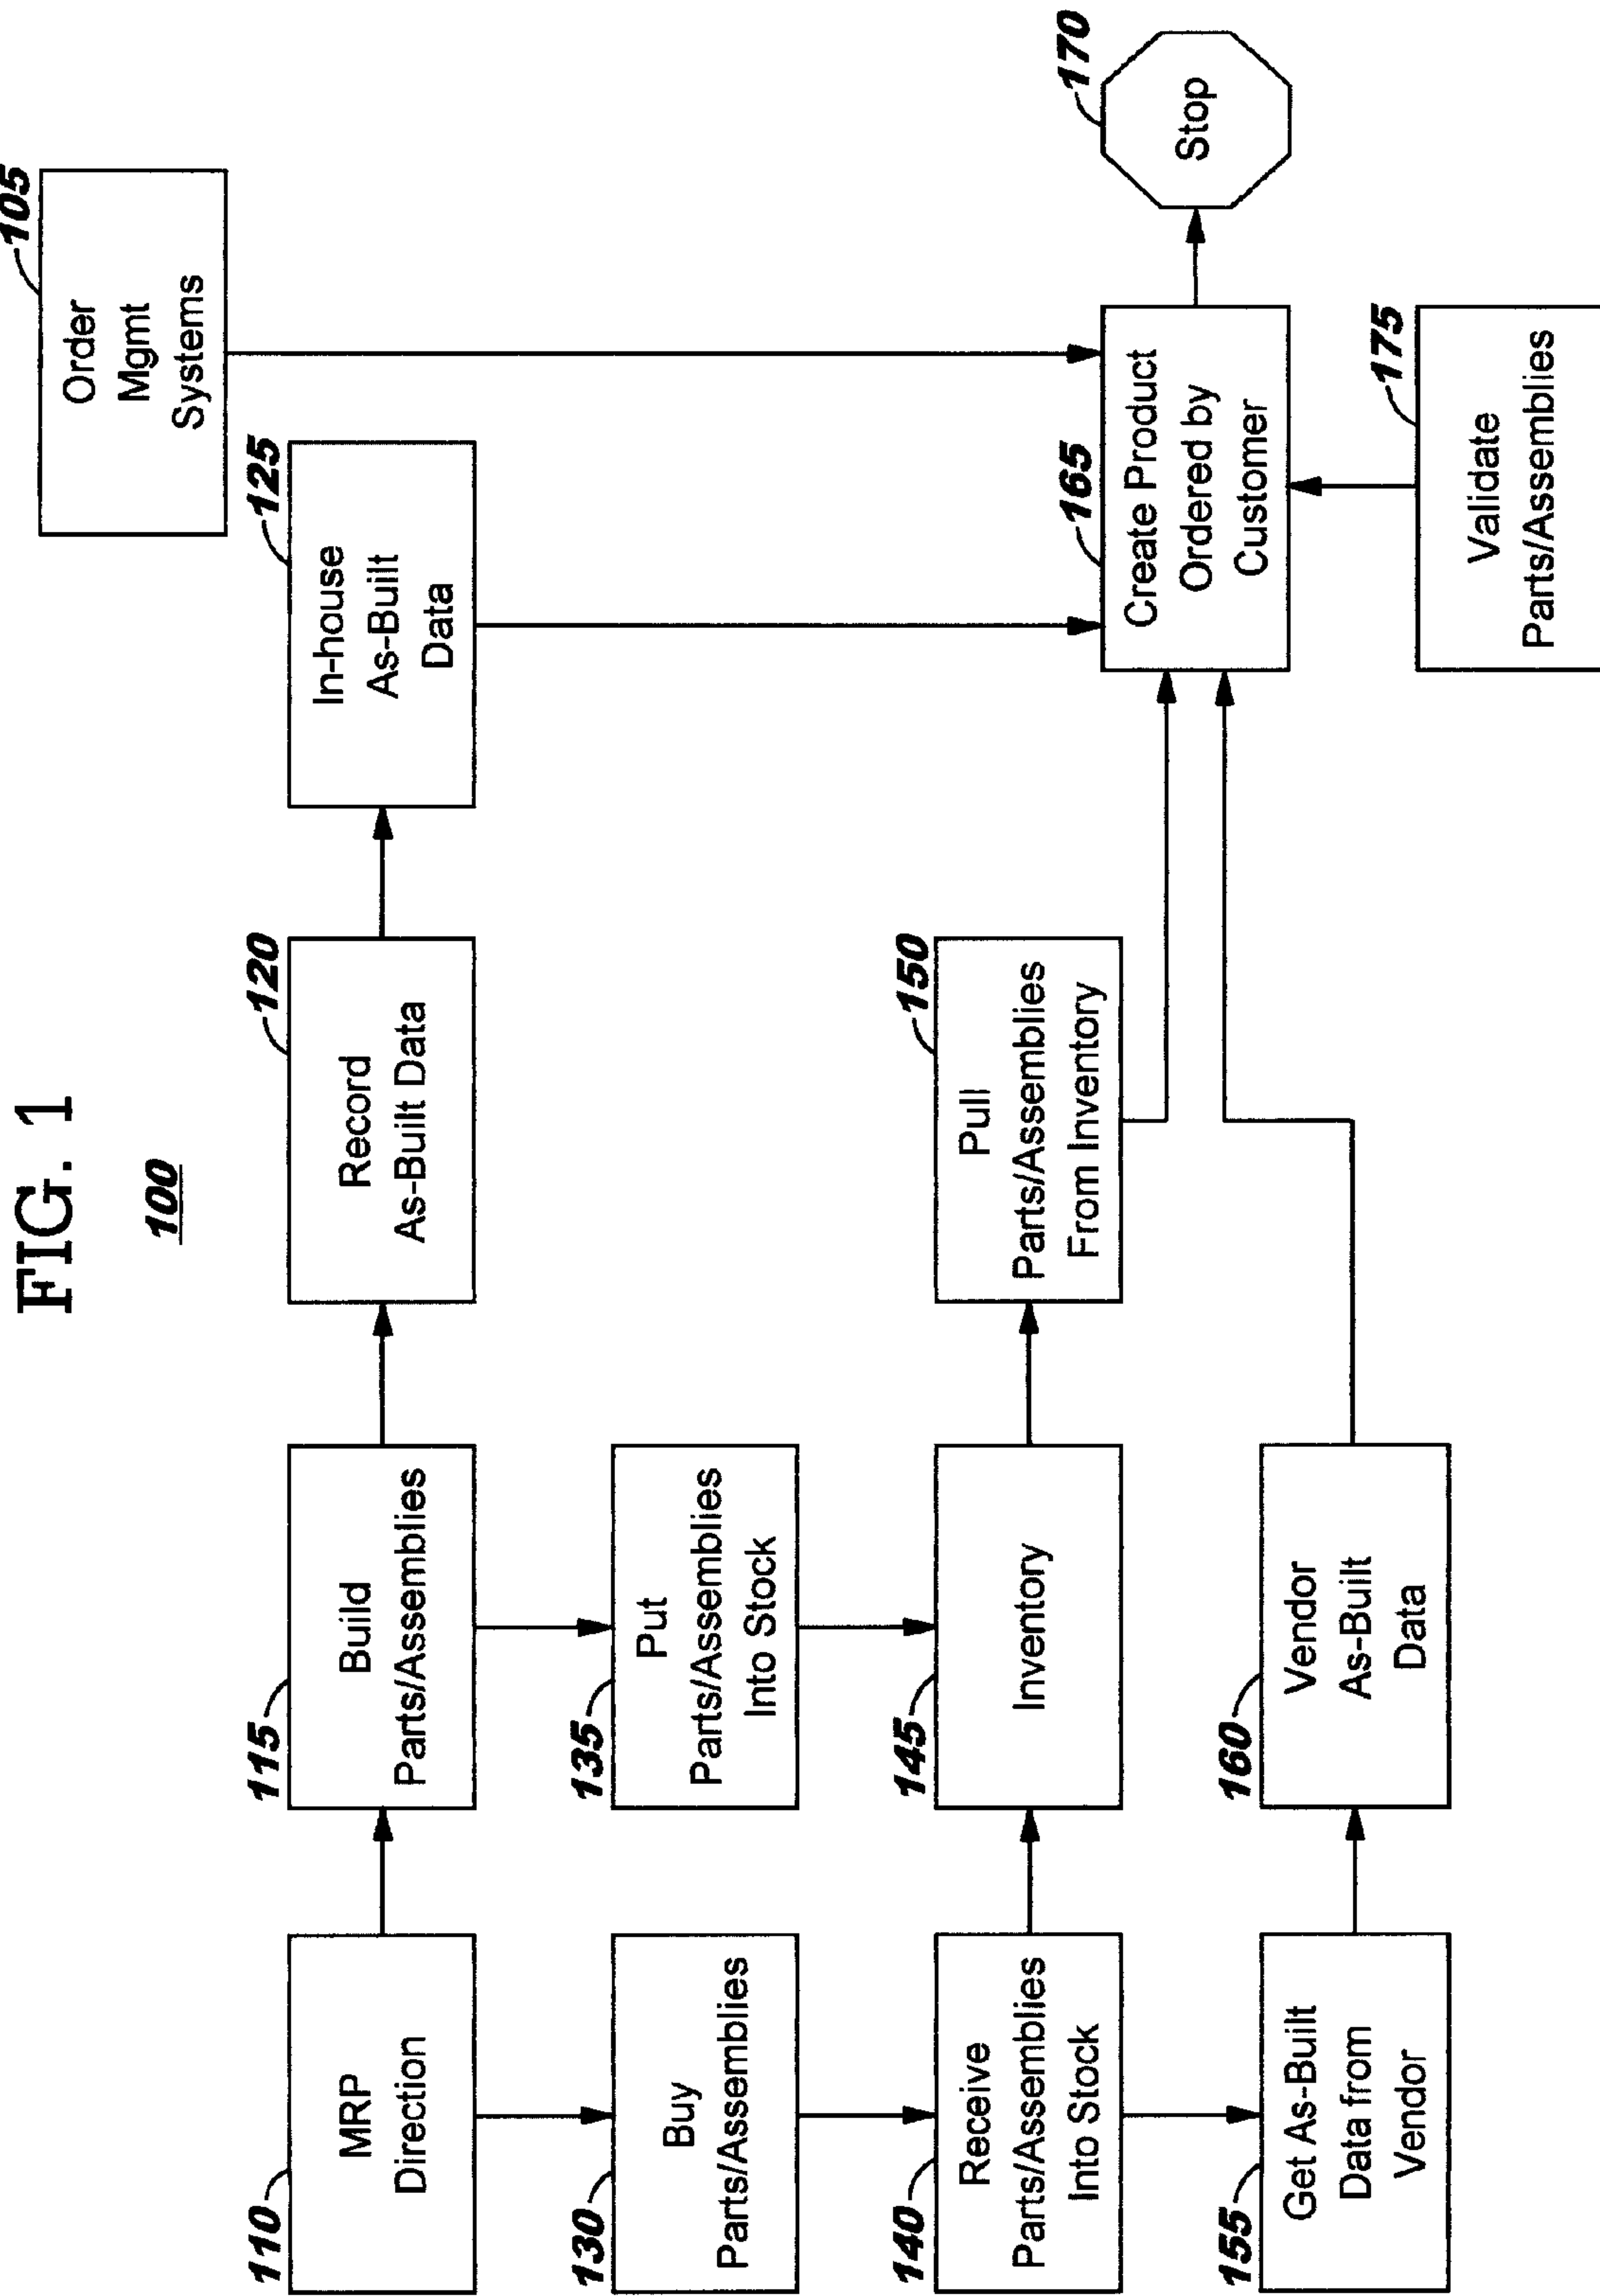 FIG. 1
100
105
Order
Mgmt
Systems
110
MRP
Direction
115
Build
Parts/Assemblies
120
Record
As-Built Data
125
In-house
As-Built
Data
130
Buy
Parts/Assemblies
135
Put
Parts/Assemblies
Into Stock
140
Receive
Parts/Assemblies
Into Stock
145
Inventory
150
Pull
Parts/Assemblies
From Inventory
155
Get As-Built
Data from
Vendor
160
Vendor
As-Built
Data
165
Create Product
Ordered by
Customer
170
Stop
175
Validate
Parts/Assemblies